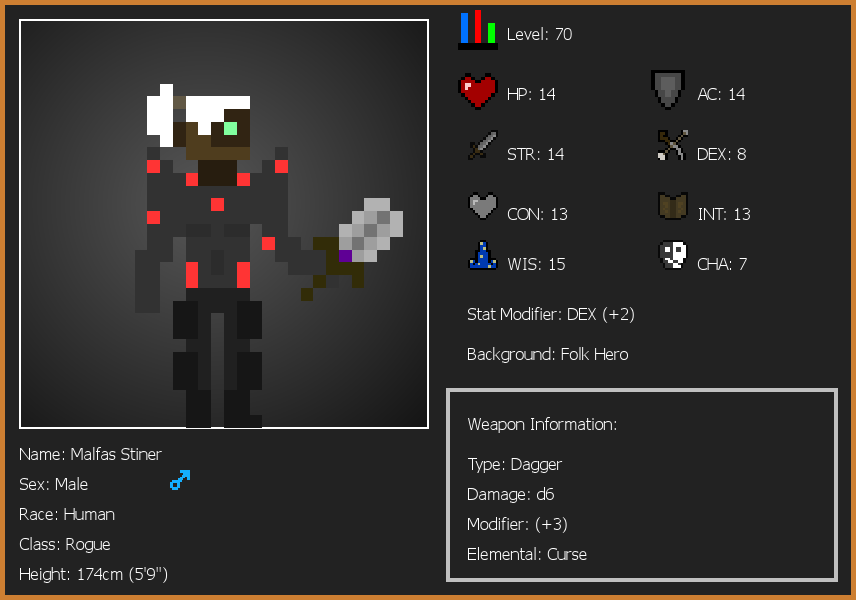 Level: 70
HP: 14
AC: 14
STR: 14
DEX: 8
CON: 13
INT: 13
WIS: 15
CHA: 7
Stat Modifier: DEX (+2)
Background: Folk Hero
Weapon Information:
Type: Dagger
Damage: d6
Modifier: (+3)
Elemental: Curse
Name: Malfas Stiner
Sex: Male
Race: Human
Class: Rogue
Height: 174cm (5'9")